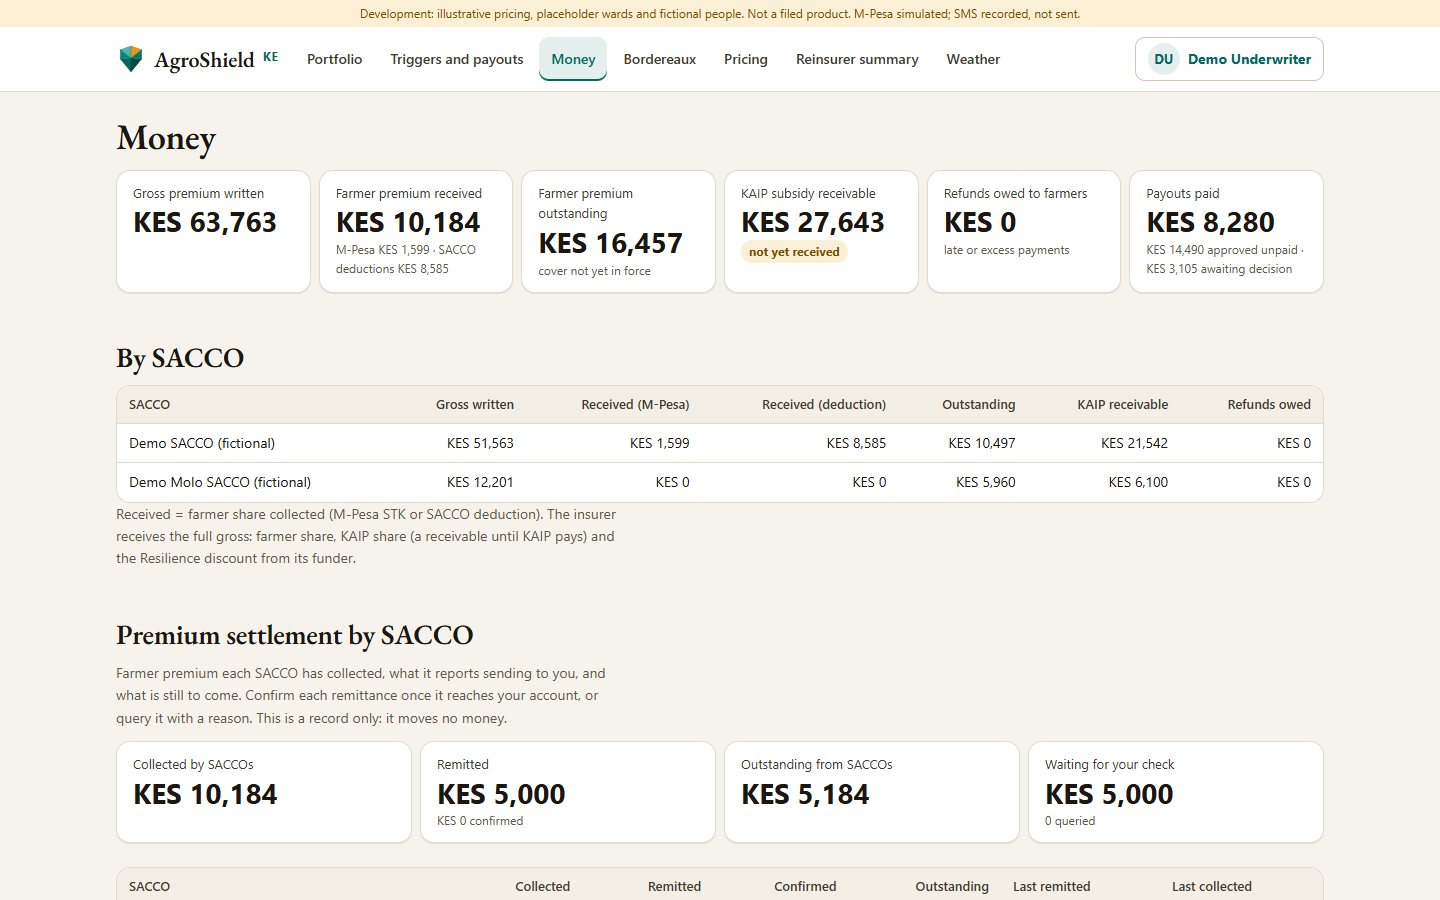 Development: illustrative pricing, placeholder wards and fictional people. Not a filed product. M-Pesa simulated; SMS recorded, not sent.
AgroShield KE
Portfolio
Triggers and payouts
Money
Bordereaux
Pricing
Reinsurer summary
Weather
DU
Demo Underwriter
Money
Gross premium written
KES 63,763
Farmer premium received
KES 10,184
M-Pesa KES 1,599 · SACCO
deductions KES 8,585
Farmer premium
outstanding
KES 16,457
cover not yet in force
KAIP subsidy receivable
KES 27,643
not yet received
Refunds owed to farmers
KES 0
late or excess payments
Payouts paid
KES 8,280
KES 14,490 approved unpaid ·
KES 3,105 awaiting decision
By SACCO
SACCO Gross written Received (M-Pesa) Received (deduction) Outstanding KAIP receivable Refunds owed
Demo SACCO (fictional) KES 51,563 KES 1,599 KES 8,585 KES 10,497 KES 21,542 KES 0
Demo Molo SACCO (fictional) KES 12,201 KES 0 KES 0 KES 5,960 KES 6,100 KES 0
Received = farmer share collected (M-Pesa STK or SACCO deduction). The insurer
receives the full gross: farmer share, KAIP share (a receivable until KAIP pays) and
the Resilience discount from its funder.
Premium settlement by SACCO
Farmer premium each SACCO has collected, what it reports sending to you, and
what is still to come. Confirm each remittance once it reaches your account, or
query it with a reason. This is a record only: it moves no money.
Collected by SACCOs
KES 10,184
Remitted
KES 5,000
KES 0 confirmed
Outstanding from SACCOs
KES 5,184
Waiting for your check
KES 5,000
0 queried
SACCO Collected Remitted Confirmed Outstanding Last remitted Last collected